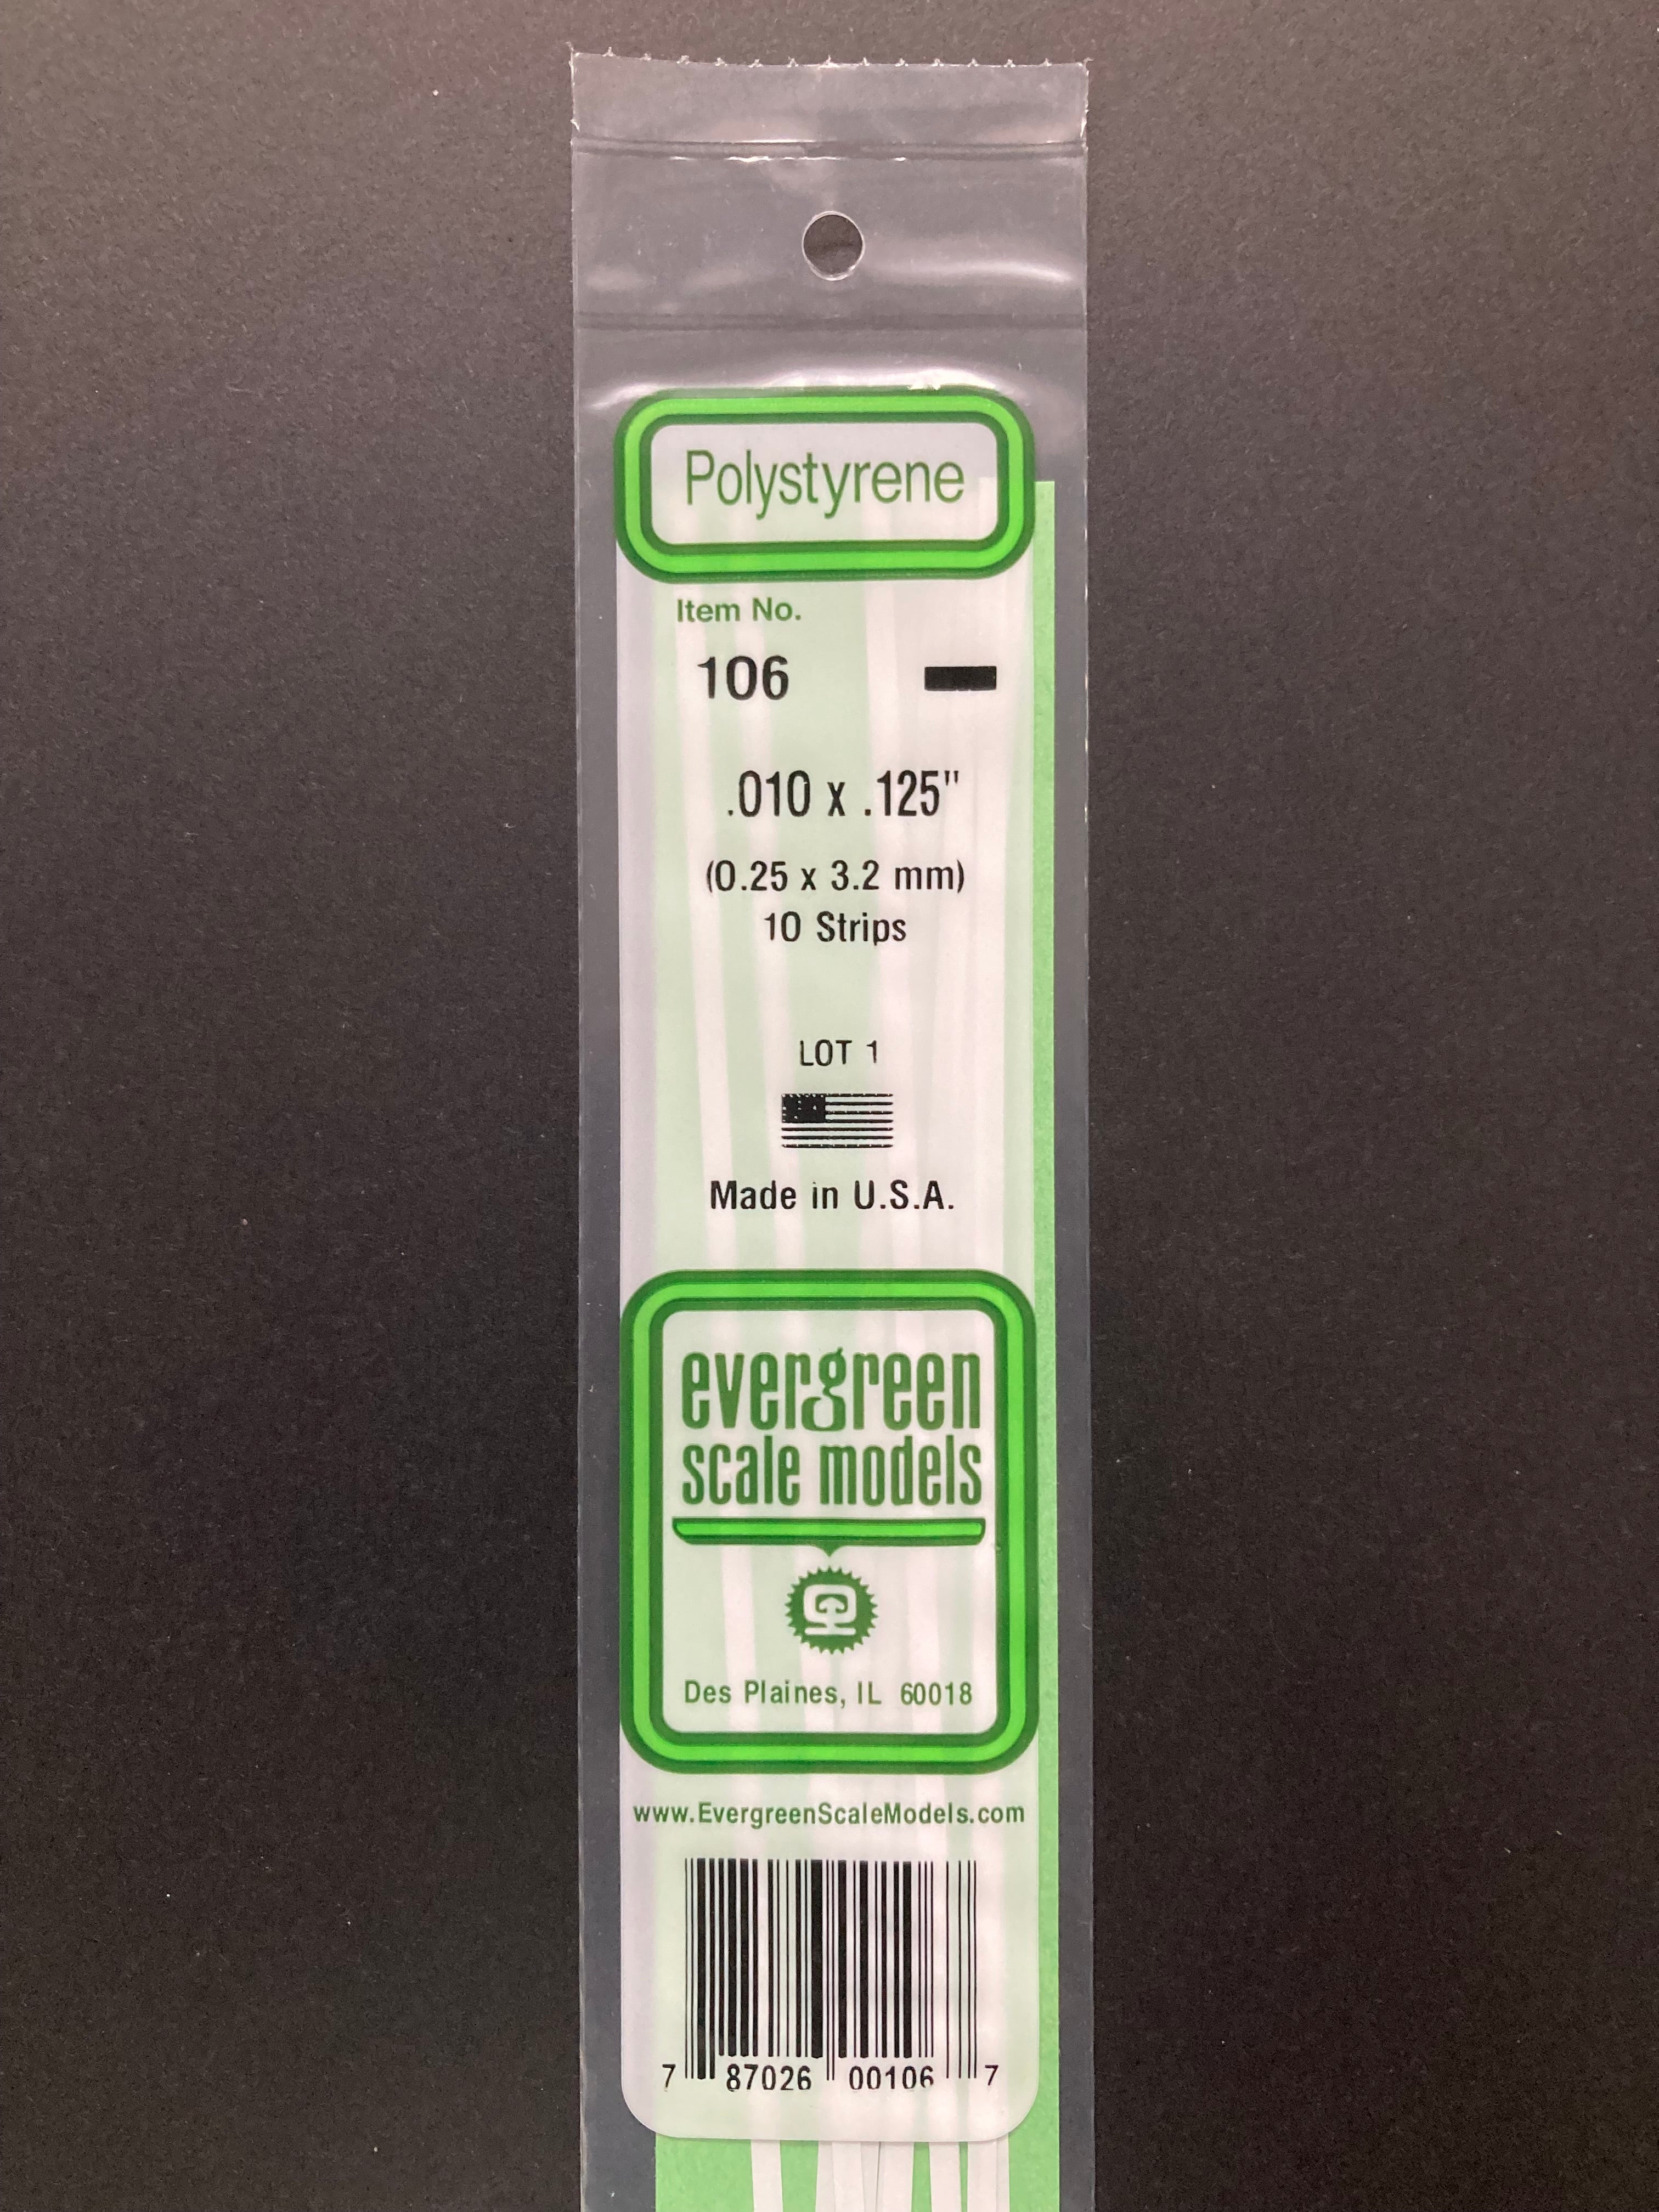 Polystyrene
Item No.
106
.010 x .125"
(0.25 x 3.2 mm)
10 Strips
LOT 1
Made in U.S.A.
evergreen
scale models
Des Plaines, IL 60018
www.EvergreenScaleModels.com
7 87026 00106 7